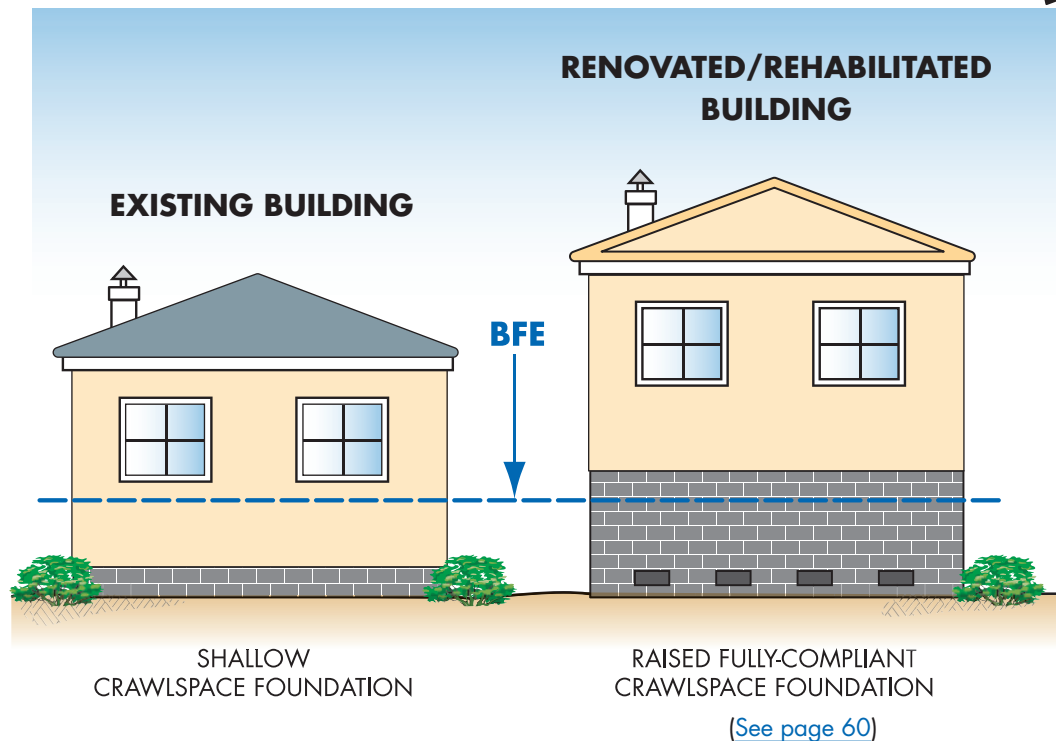 RENOVATED/REHABILITATED
BUILDING
EXISTING BUILDING
BFE
SHALLOW
CRAWLSPACE FOUNDATION
RAISED FULLY-COMPLIANT
CRAWLSPACE FOUNDATION
(See page 60)